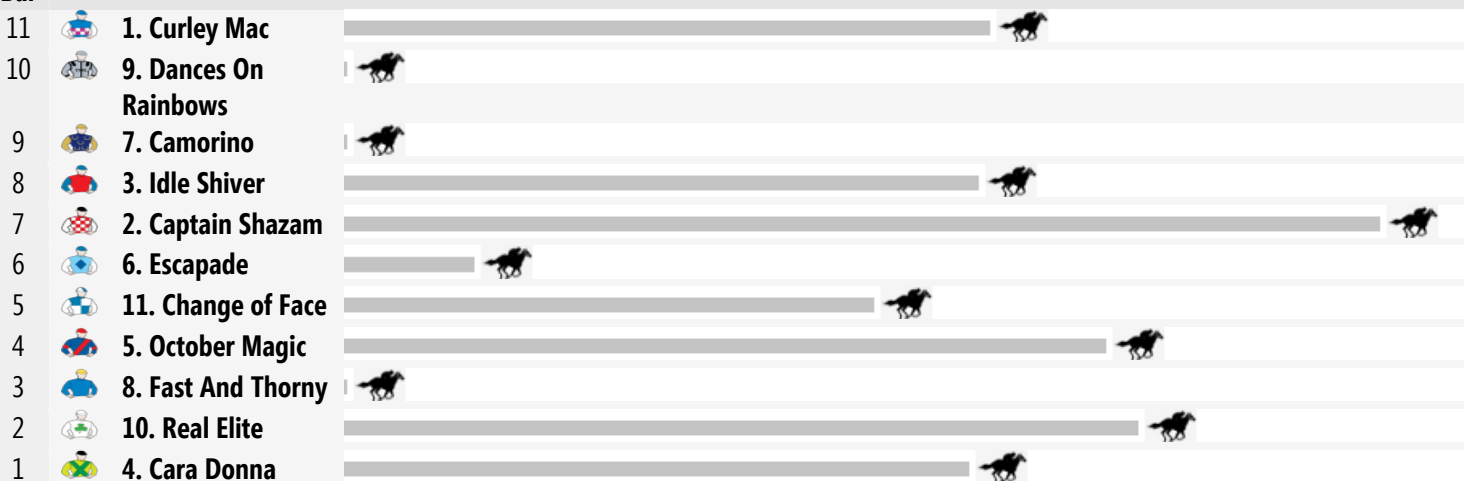 Bar
11 1. Curley Mac
10 9. Dances On
Rainbows
9 7. Camorino
8 3. Idle Shiver
7 2. Captain Shazam
6 6. Escapade
5 11. Change of Face
4 5. October Magic
3 8. Fast And Thorny
2 10. Real Elite
1 4. Cara Donna